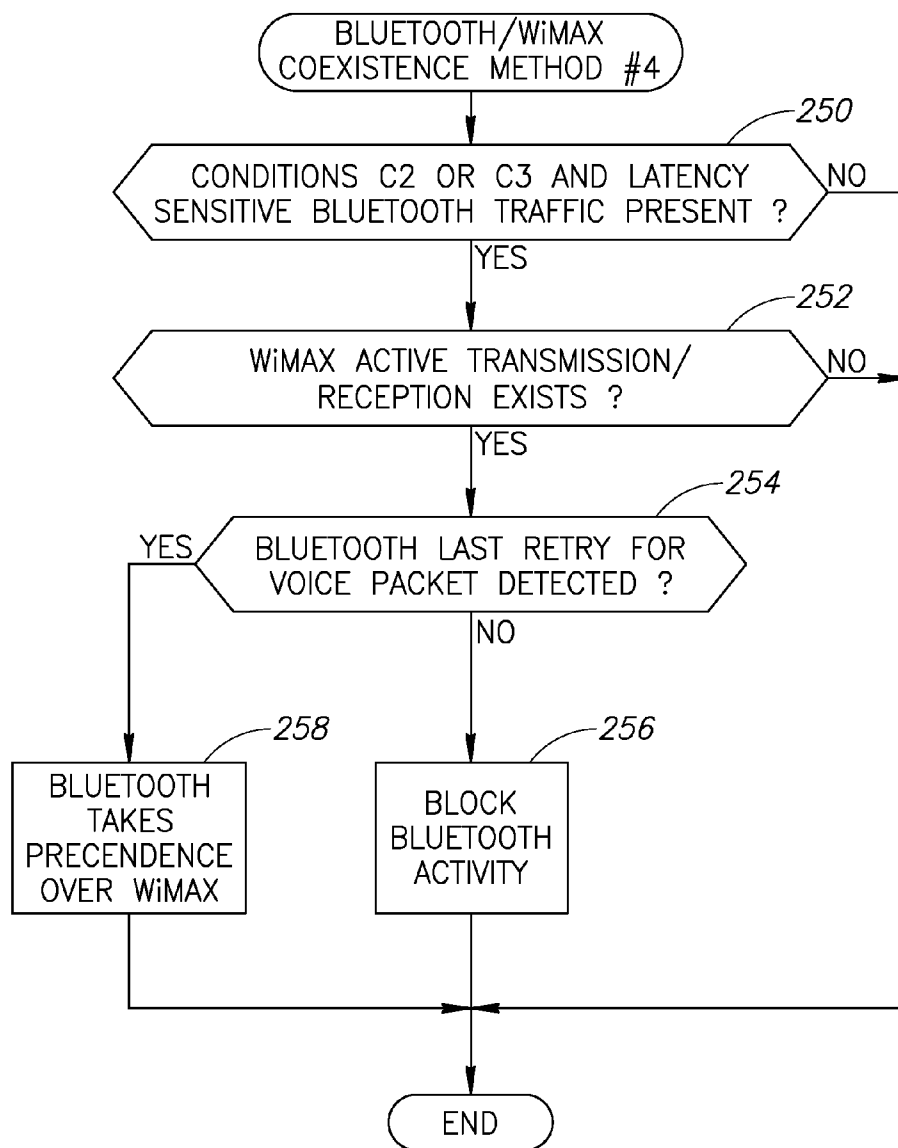 BLUETOOTH/WiMAX
COEXISTENCE METHOD #4
250
CONDITIONS C2 OR C3 AND LATENCY
SENSITIVE BLUETOOTH TRAFFIC PRESENT ?
NO
YES
252
WiMAX ACTIVE TRANSMISSION/
RECEPTION EXISTS ?
NO
YES
254
YES
BLUETOOTH LAST RETRY FOR
VOICE PACKET DETECTED ?
NO
258
BLUETOOTH
TAKES
PRECENDENCE
OVER WiMAX
256
BLOCK
BLUETOOTH
ACTIVITY
END